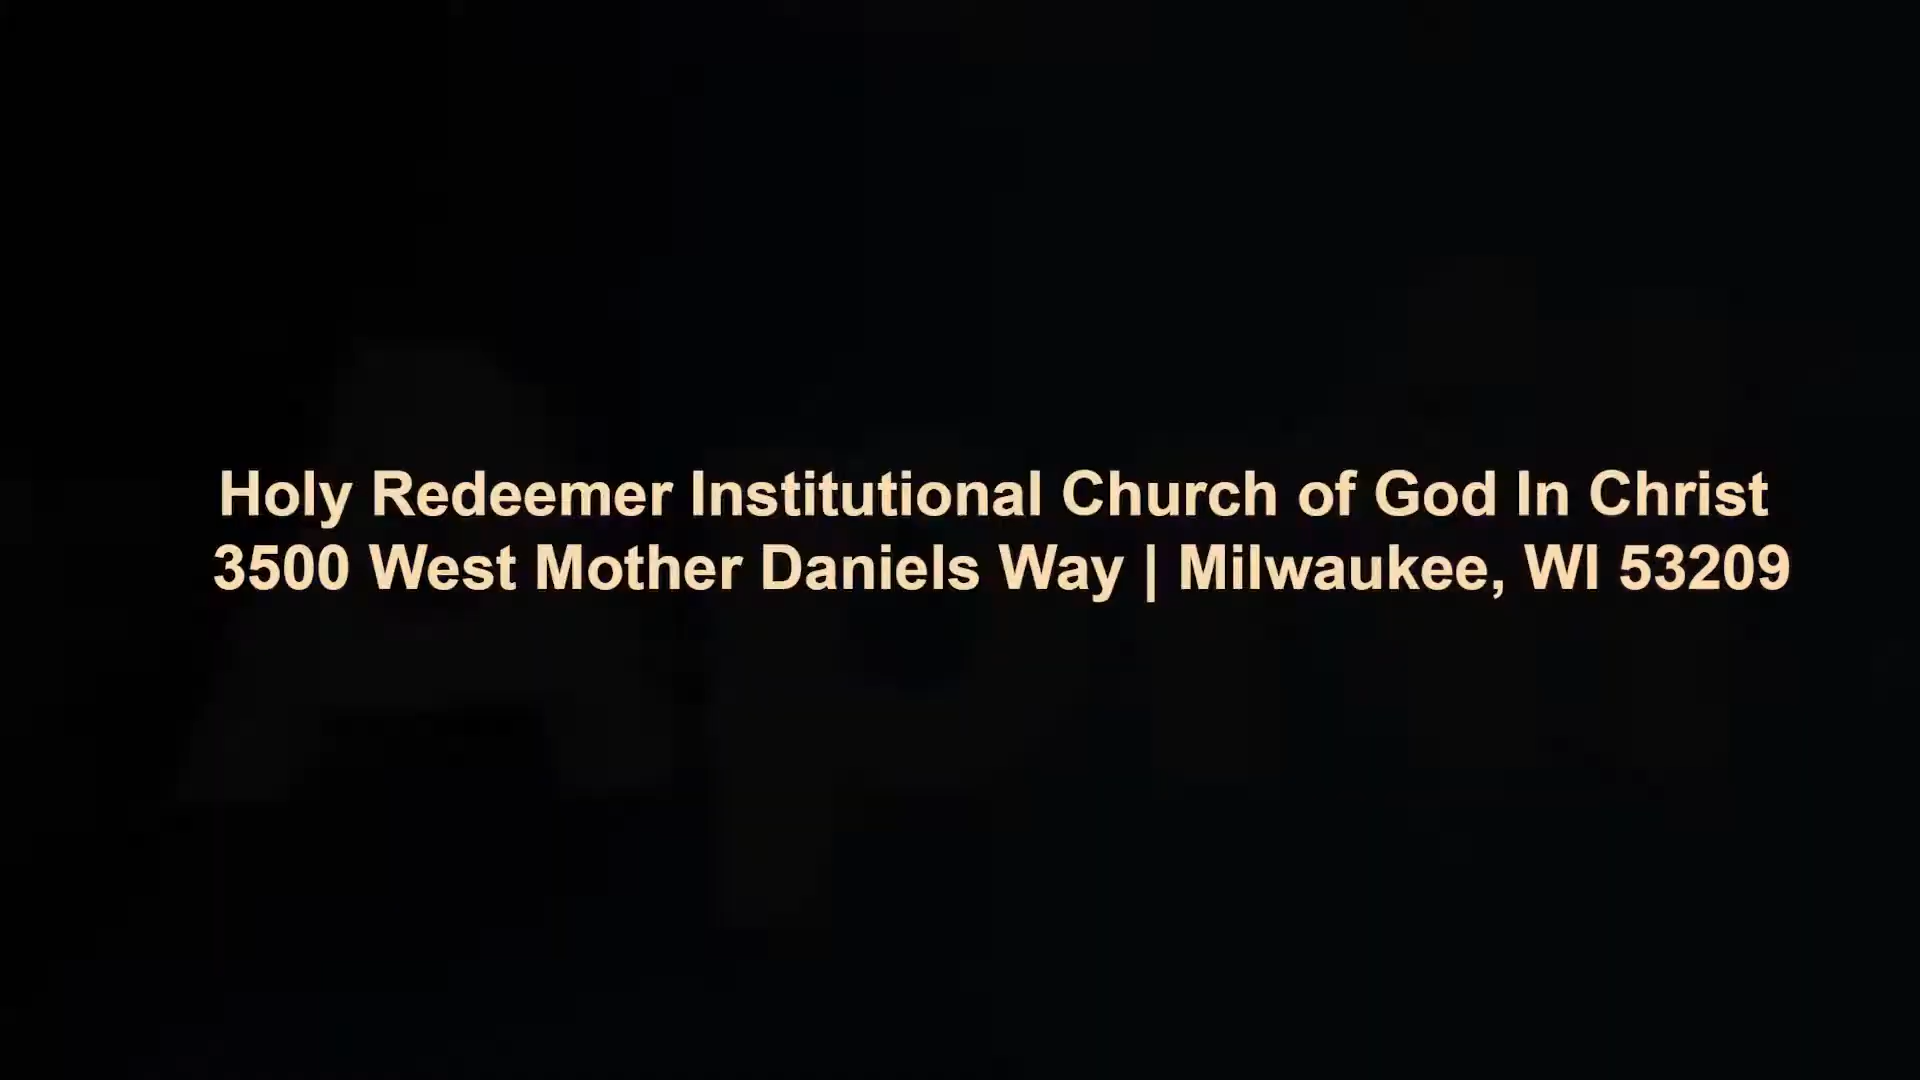 Holy Redeemer Institutional Church of God In Christ
3500 West Mother Daniels Way | Milwaukee, WI 53209